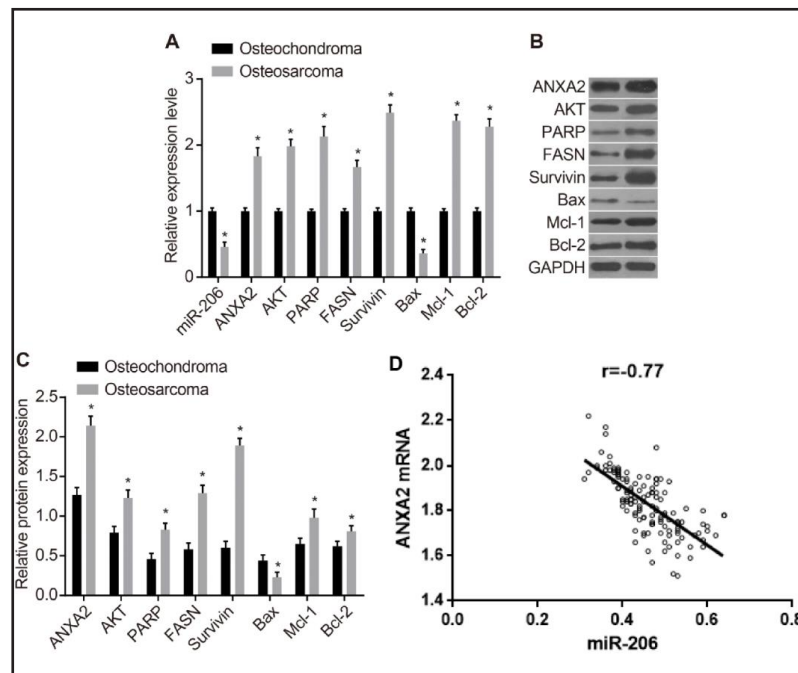 A
Osteochondroma
Osteosarcoma
Relative expression levle
3
2
1
0
*
*
*
*
*
*
*
*
*
miR-206
ANXA2
AKT
PARP
FASN
Survivin
Bax
Mcl-1
Bcl-2
B
ANXA2
AKT
PARP
FASN
Survivin
Bax
Mcl-1
Bcl-2
GAPDH
C
Osteochondroma
Osteosarcoma
Relative protein expression
2.5
2.0
1.5
1.0
0.5
0.0
*
*
*
*
*
*
*
*
ANXA2
AKT
PARP
FASN
Survivin
Bax
Mcl-1
Bcl-2
D
r=-0.77
ANXA2 mRNA
2.4
2.2
2.0
1.8
1.6
1.4
0.0
0.2
0.4
0.6
0.8
miR-206